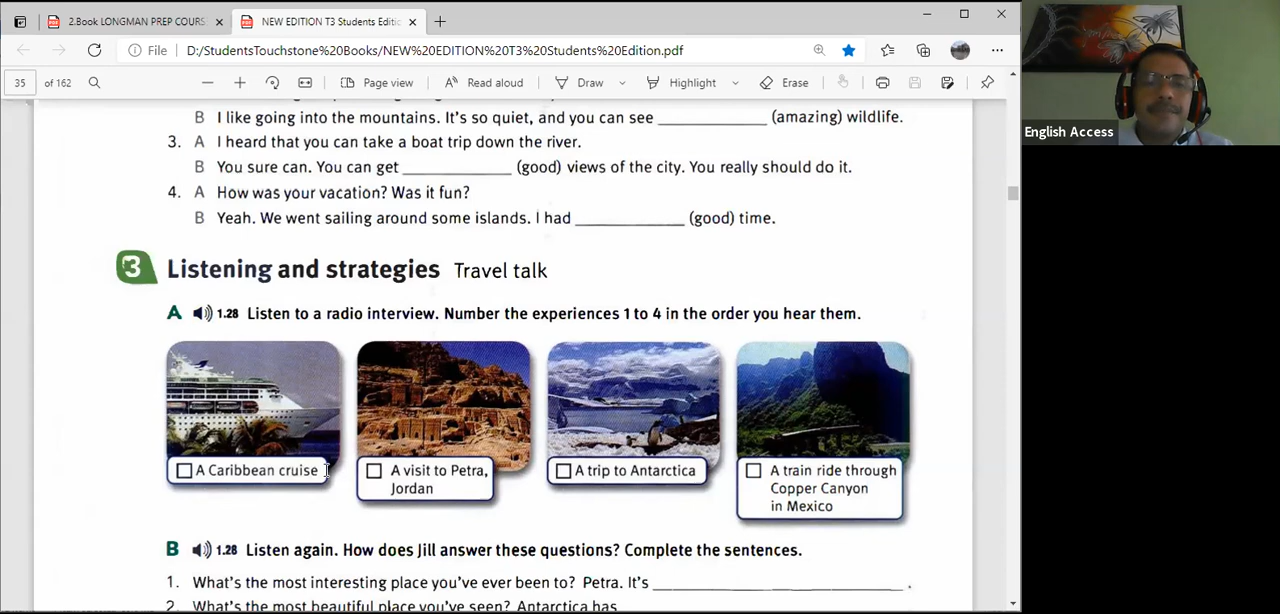 2.Book LONGMAN PREP COURS
NEW EDITION T3 Students Editic
File
D:/StudentsTouchstone%20Books/NEW%20EDITION%20T3%20Students%20Edition.pdf
35
of 162
Page view
Read aloud
Draw
Highlight
Erase
English Access
B I like going into the mountains. It's so quiet, and you can see ____________ (amazing) wildlife.
3. A I heard that you can take a boat trip down the river.
B You sure can. You can get ____________ (good) views of the city. You really should do it.
4. A How was your vacation? Was it fun?
B Yeah. We went sailing around some islands. I had ____________ (good) time.
3 Listening and strategies Travel talk
A 1.28 Listen to a radio interview. Number the experiences 1 to 4 in the order you hear them.
A Caribbean cruise
A visit to Petra,
Jordan
A trip to Antarctica
A train ride through
Copper Canyon
in Mexico
B 1.28 Listen again. How does Jill answer these questions? Complete the sentences.
1. What's the most interesting place you've ever been to? Petra. It's ____________________________ .
2. What's the most beautiful place you've seen? Antarctica has